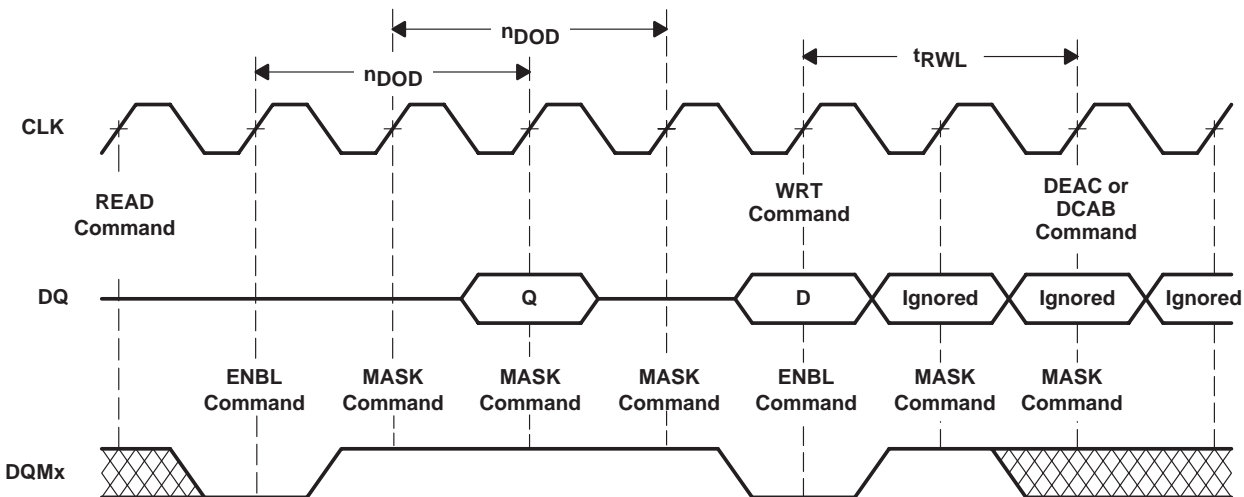 nDOD
nDOD
tRWL
CLK
READ
Command
WRT
Command
DEAC or
DCAB
Command
DQ
Q
D
Ignored
Ignored
Ignored
ENBL
Command
MASK
Command
MASK
Command
MASK
Command
ENBL
Command
MASK
Command
MASK
Command
DQMx